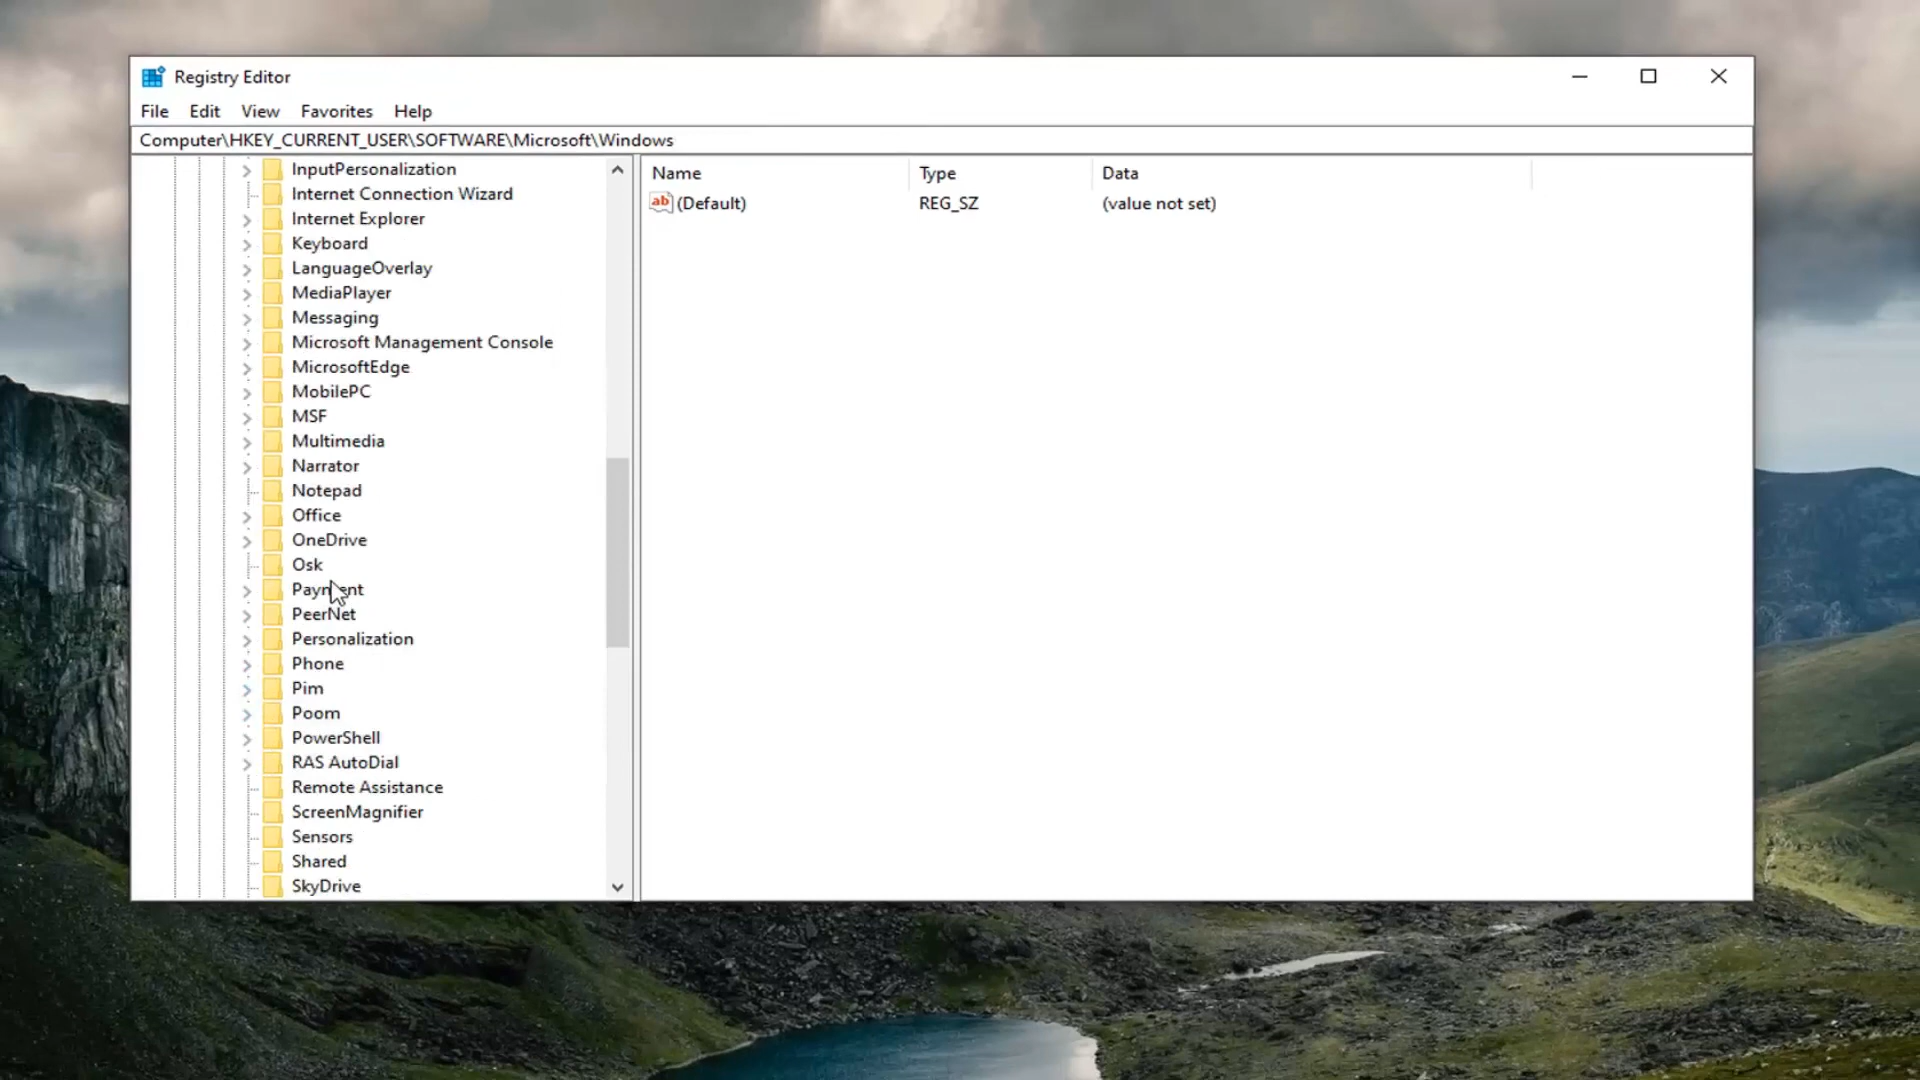 Registry Editor
File Edit View Favorites Help
Computer\HKEY_CURRENT_USER\SOFTWARE\Microsoft\Windows
InputPersonalization
Internet Connection Wizard
Internet Explorer
Keyboard
LanguageOverlay
MediaPlayer
Messaging
Microsoft Management Console
MicrosoftEdge
MobilePC
MSF
Multimedia
Narrator
Notepad
Office
OneDrive
Osk
Payment
PeerNet
Personalization
Phone
Pim
Poom
PowerShell
RAS AutoDial
Remote Assistance
ScreenMagnifier
Sensors
Shared
SkyDrive
Name Type Data
ab (Default) REG_SZ (value not set)